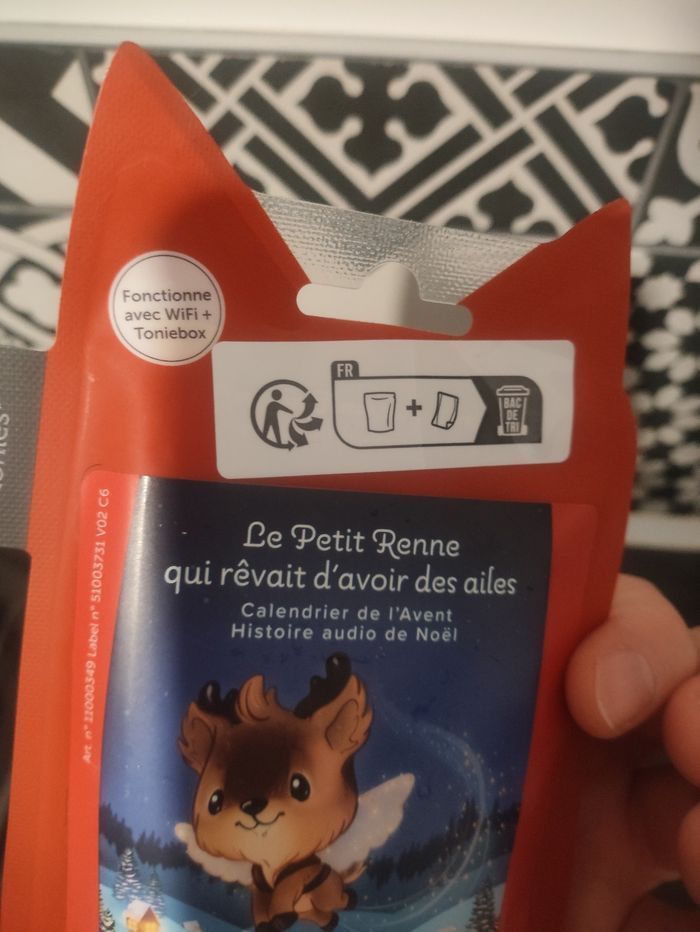 Fonctionne
avec WiFi +
Toniebox
FR
BAC
DE
TRI
Le Petit Renne
qui rêvait d'avoir des ailes
Calendrier de l'Avent
Histoire audio de Noël
Art. n° 11000349 Label n° 51003731 V02 C6